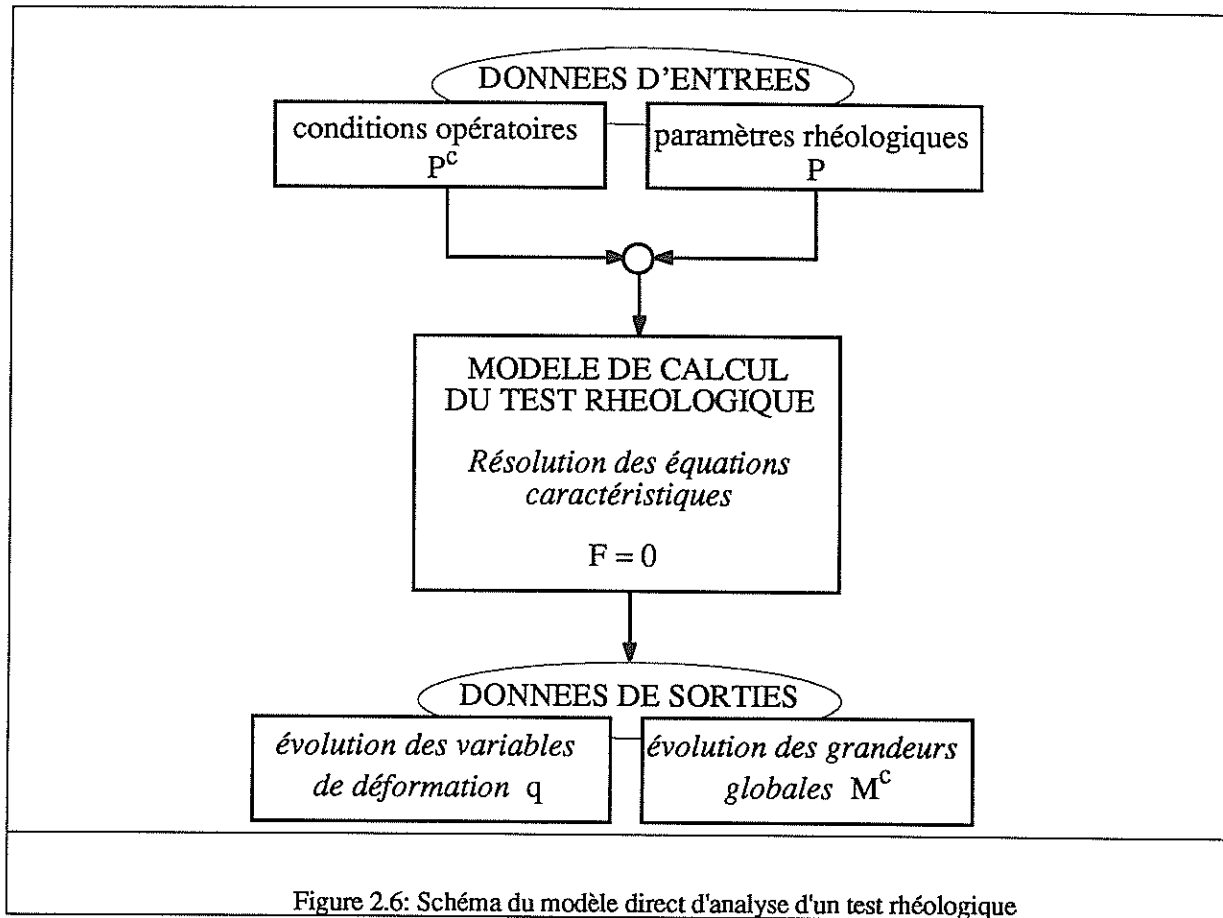 DONNEES D'ENTREES
conditions opératoires
P^c
paramètres rhéologiques
P
MODELE DE CALCUL
DU TEST RHEOLOGIQUE
Résolution des équations
caractéristiques
F = 0
DONNEES DE SORTIES
évolution des variables
de déformation q
évolution des grandeurs
globales M^c
Figure 2.6: Schéma du modèle direct d'analyse d'un test rhéologique